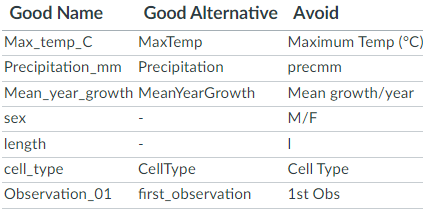 Good Name Good Alternative Avoid
Max_temp_C MaxTemp Maximum Temp (°C)
Precipitation_mm Precipitation precmm
Mean_year_growth MeanYearGrowth Mean growth/year
sex - M/F
length - l
cell_type CellType Cell Type
Observation_01 first_observation 1st Obs